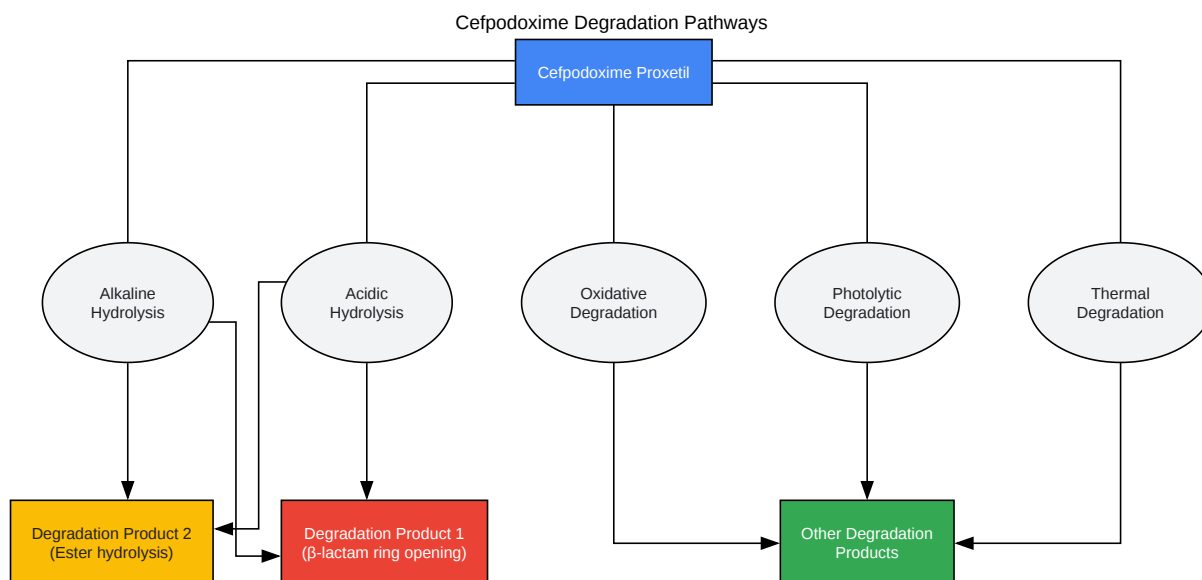 Cefpodoxime Degradation Pathways
Cefpodoxime Proxetil
Alkaline
Hydrolysis
Acidic
Hydrolysis
Oxidative
Degradation
Photolytic
Degradation
Thermal
Degradation
Degradation Product 2
(Ester hydrolysis)
Degradation Product 1
(β-lactam ring opening)
Other Degradation
Products